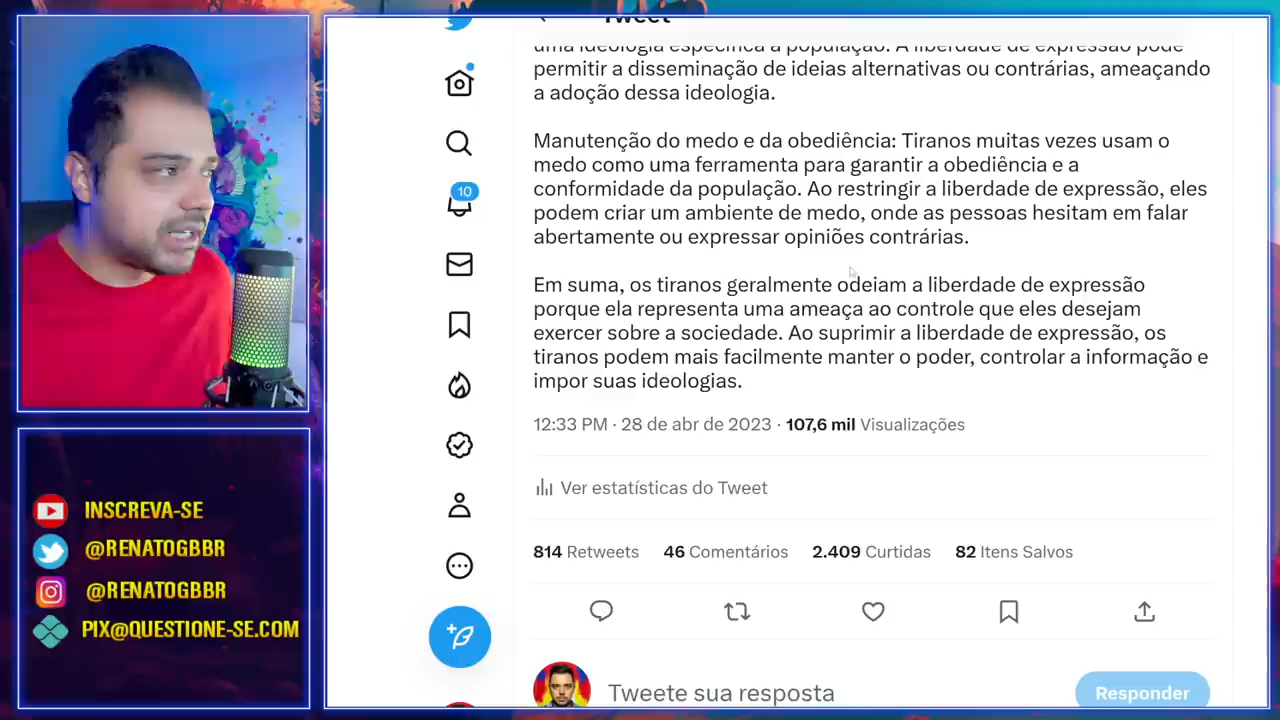 Tweet
uma ideologia específica à população. A liberdade de expressão pode
permitir a disseminação de ideias alternativas ou contrárias, ameaçando
a adoção dessa ideologia.
Manutenção do medo e da obediência: Tiranos muitas vezes usam o
medo como uma ferramenta para garantir a obediência e a
conformidade da população. Ao restringir a liberdade de expressão, eles
podem criar um ambiente de medo, onde as pessoas hesitam em falar
abertamente ou expressar opiniões contrárias.
Em suma, os tiranos geralmente odeiam a liberdade de expressão
porque ela representa uma ameaça ao controle que eles desejam
exercer sobre a sociedade. Ao suprimir a liberdade de expressão, os
tiranos podem mais facilmente manter o poder, controlar a informação e
impor suas ideologias.
12:33 PM · 28 de abr de 2023 · 107,6 mil Visualizações
Ver estatísticas do Tweet
814 Retweets 46 Comentários 2.409 Curtidas 82 Itens Salvos
Tweete sua resposta
Responder
10
INSCREVA-SE
@RENATOGBBR
@RENATOGBBR
PIX@QUESTIONE-SE.COM